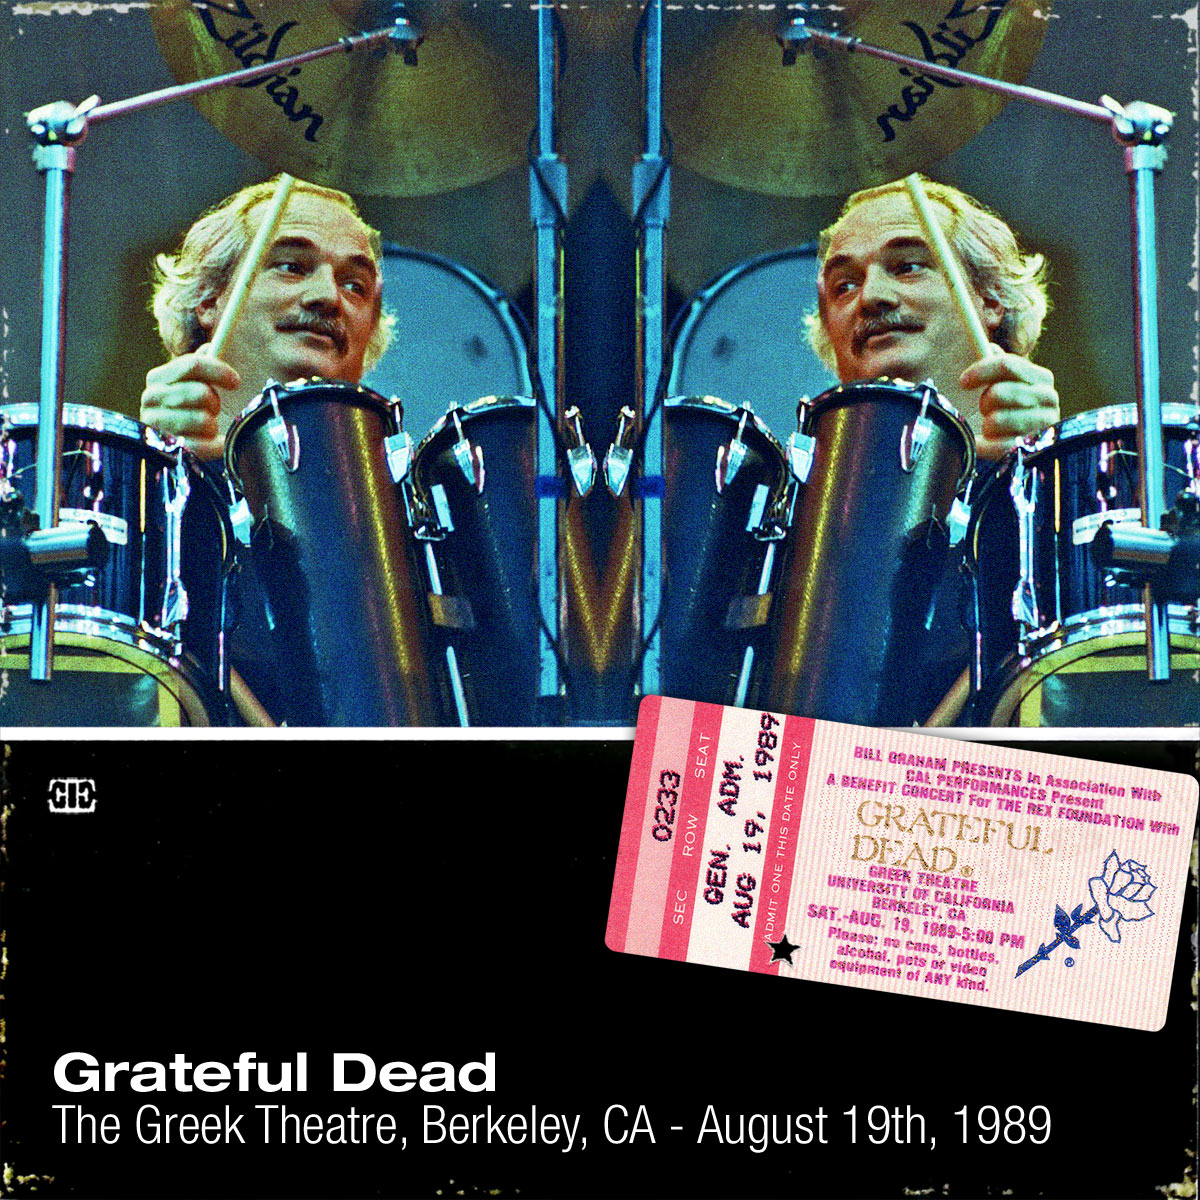 Zildjian
Zildjian
0233
SEC ROW SEAT
GEN. ADM.
AUG 19, 1989
ADMIT ONE THIS DATE ONLY
BILL GRAHAM PRESENTS in Association With
CAL PERFORMANCES Present
A BENEFIT CONCERT For THE REX FOUNDATION With
GRATEFUL
DEAD®
GREEK THEATRE
UNIVERSITY OF CALIFORNIA
BERKELEY, CA
SAT.-AUG. 19, 1989-5:00 PM
Please: no cans, bottles,
alcohol, pets or video
equipment of ANY kind.
®
Grateful Dead
The Greek Theatre, Berkeley, CA - August 19th, 1989